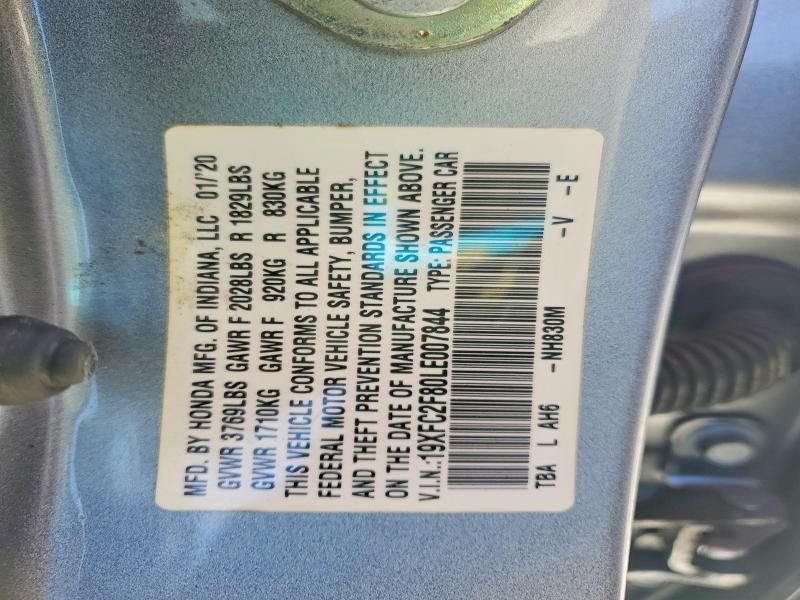 MFD. BY HONDA MFG. OF INDIANA, LLC 01/'20
GVWR 3769LBS GAWR F 2028LBS R 1829LBS
GVWR 1710KG GAWR F 920KG R 830KG
THIS VEHICLE CONFORMS TO ALL APPLICABLE
FEDERAL MOTOR VEHICLE SAFETY, BUMPER,
AND THEFT PREVENTION STANDARDS IN EFFECT
ON THE DATE OF MANUFACTURE SHOWN ABOVE.
V.I.N.:19XFC2F80LE007844 TYPE: PASSENGER CAR
TBA L AH6 -NH830M -V -E